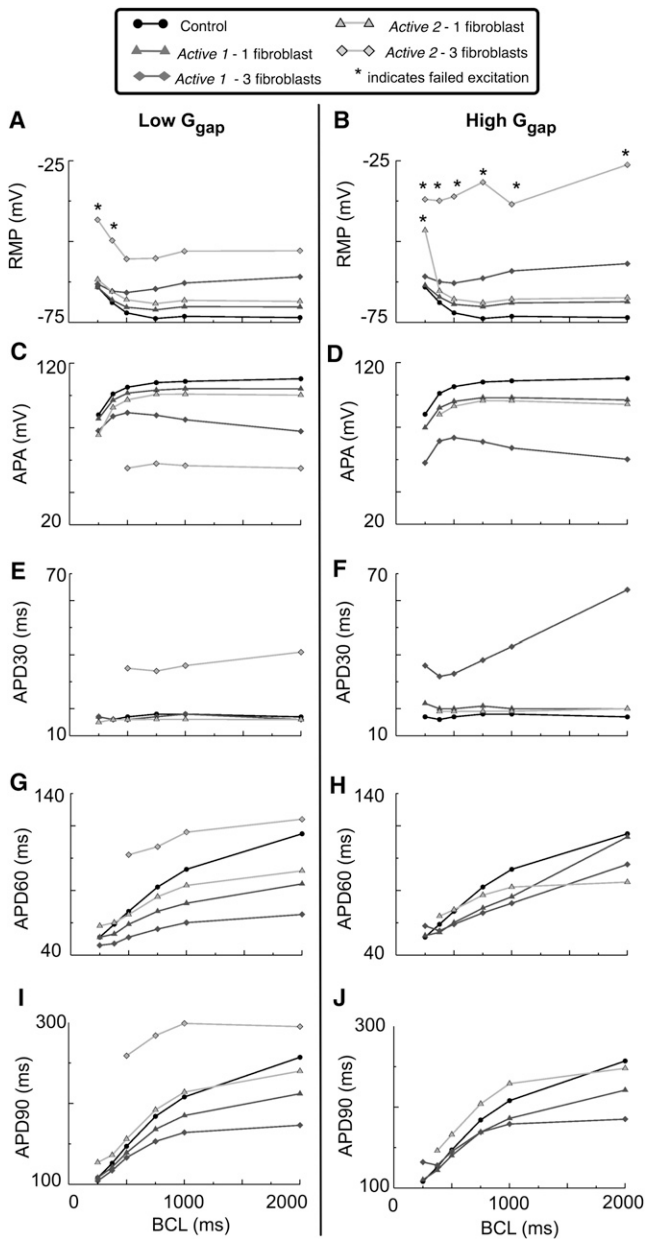 Control
Active 1 - 1 fibroblast
Active 1 - 3 fibroblasts
Active 2 - 1 fibroblast
Active 2 - 3 fibroblasts
* indicates failed excitation
Low Ggap
High Ggap
A
RMP (mV)
-25
-75
* *
B
RMP (mV)
-25
-75
* * * * * *
*
C
APA (mV)
120
20
D
APA (mV)
120
20
E
APD30 (ms)
70
10
F
APD30 (ms)
70
10
G
APD60 (ms)
140
40
H
APD60 (ms)
140
40
I
APD90 (ms)
300
100
0 1000 2000
BCL (ms)
J
APD90 (ms)
300
100
0 1000 2000
BCL (ms)